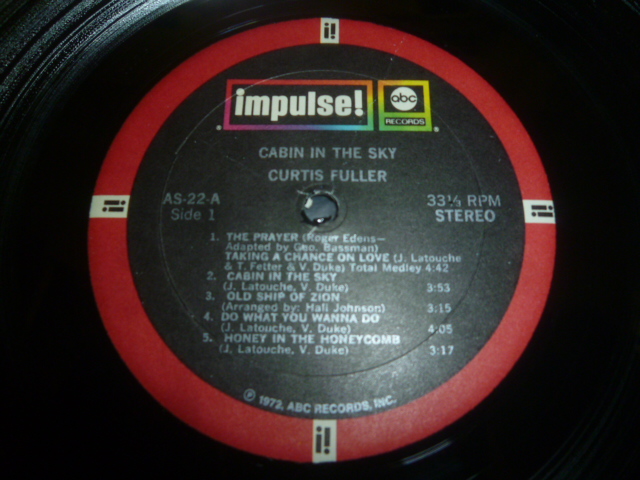 i!
impulse!
abc
RECORDS
CABIN IN THE SKY
CURTIS FULLER
AS-22-A
33⅓ RPM
Side 1
STEREO
1. THE PRAYER (Roger Edens—
Adapted by Geo. Bassman)
TAKING A CHANCE ON LOVE (J. Latouche
& T. Fetter & V. Duke) Total Medley 4:42
2. CABIN IN THE SKY
(J. Latouche, V. Duke) 3:53
3. OLD SHIP OF ZION
(Arranged by: Hall Johnson) 3:15
4. DO WHAT YOU WANNA DO
(J. Latouche, V. Duke) 4:05
5. HONEY IN THE HONEYCOMB
(J. Latouche, V. Duke) 3:17
℗ 1972, ABC RECORDS, INC.
i!
i!
i!